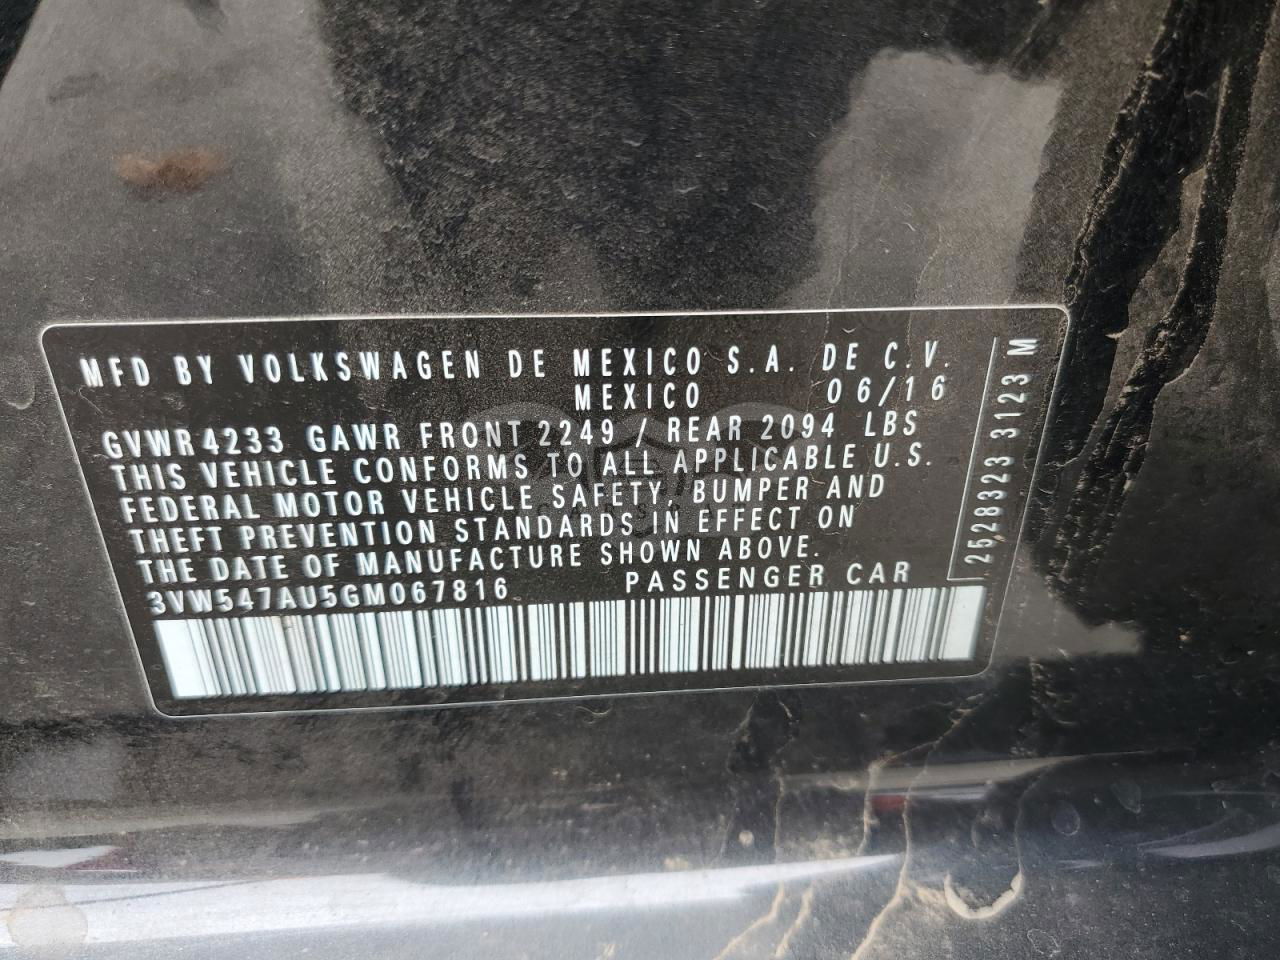 MFD BY VOLKSWAGEN DE MEXICO S.A. DE C.V.
MEXICO 06/16
GVWR 4233 GAWR FRONT 2249 / REAR 2094 LBS
THIS VEHICLE CONFORMS TO ALL APPLICABLE U.S.
FEDERAL MOTOR VEHICLE SAFETY, BUMPER AND
THEFT PREVENTION STANDARDS IN EFFECT ON
THE DATE OF MANUFACTURE SHOWN ABOVE.
3VW547AU5GM067816 PASSENGER CAR
2528323 3123 M